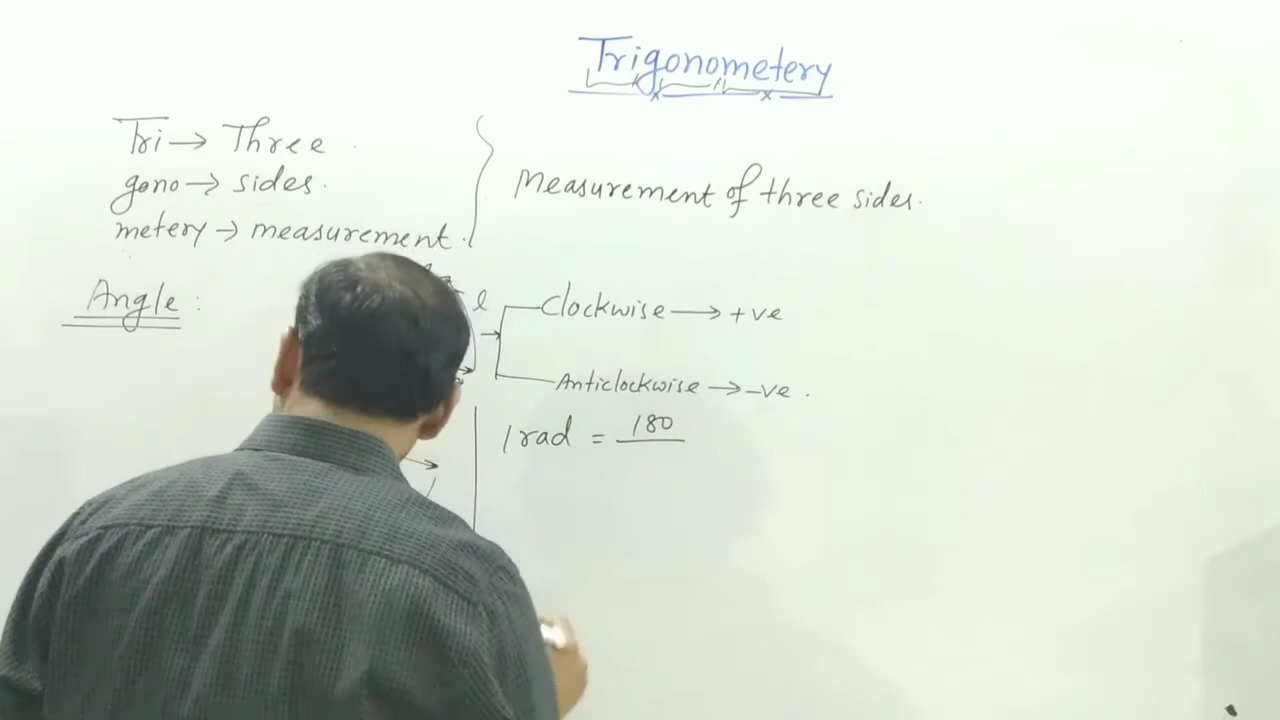 Trigonometery
Tri → Three
gono → sides.
metery → measurement.
Measurement of three sides.
Angle :
l
Clockwise → +ve
Anticlockwise → -ve .
1 rad = 180